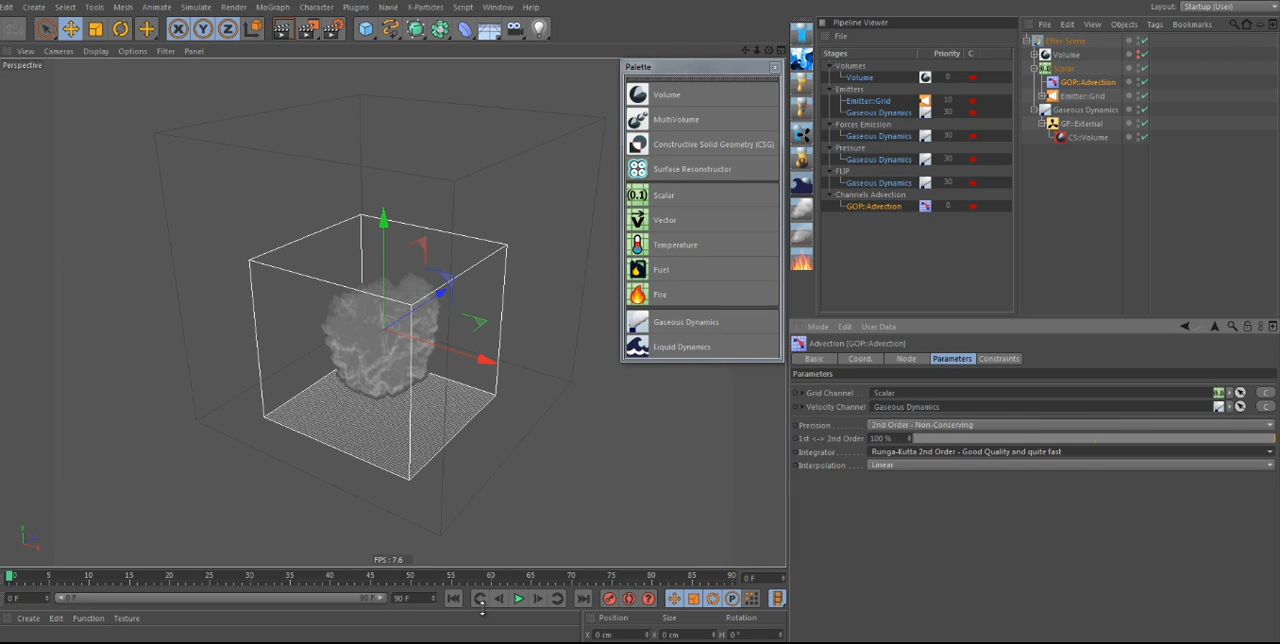 Edit Create Select Tools Mesh Animate Simulate Render MoGraph Character Plugins Navié X-Particles Script Window Help Layout: Startup (User)
View Cameras Display Options Filter Panel
Perspective
Palette
Volume
MultiVolume
Constructive Solid Geometry (CSG)
Surface Reconstructor
Scalar
Vector
Temperature
Fuel
Fire
Gaseous Dynamics
Liquid Dynamics
Pipeline Viewer
File
Stages Priority C
Volumes
Volume 0
Emitters
Emitter::Grid 10
Gaseous Dynamics 30
Forces Emission
Gaseous Dynamics 30
Pressure
Gaseous Dynamics 30
FLIP
Gaseous Dynamics 30
Channels Advection
GOP::Advection 0
File Edit View Objects Tags Bookmarks
Effex Scene
Volume
Scalar
GOP::Advection
Emitter::Grid
Gaseous Dynamics
GF::External
CS::Volume
Mode Edit User Data
Advection [GOP::Advection]
Basic Coord. Node Parameters Constraints
Parameters
Grid Channel Scalar C
Velocity Channel Gaseous Dynamics C
Precision 2nd Order - Non-Conserving
1st <-> 2nd Order 100 %
Integrator Runga-Kutta 2nd Order - Good Quality and quite fast
Interpolation Linear
FPS : 7.6
0 5 10 15 20 25 30 35 40 45 50 55 60 65 70 75 80 85 90 0 F
0 F 0 F 90 F 90 F
Create Edit Function Texture
Position Size Rotation
X 0 cm X 0 cm H 0 °